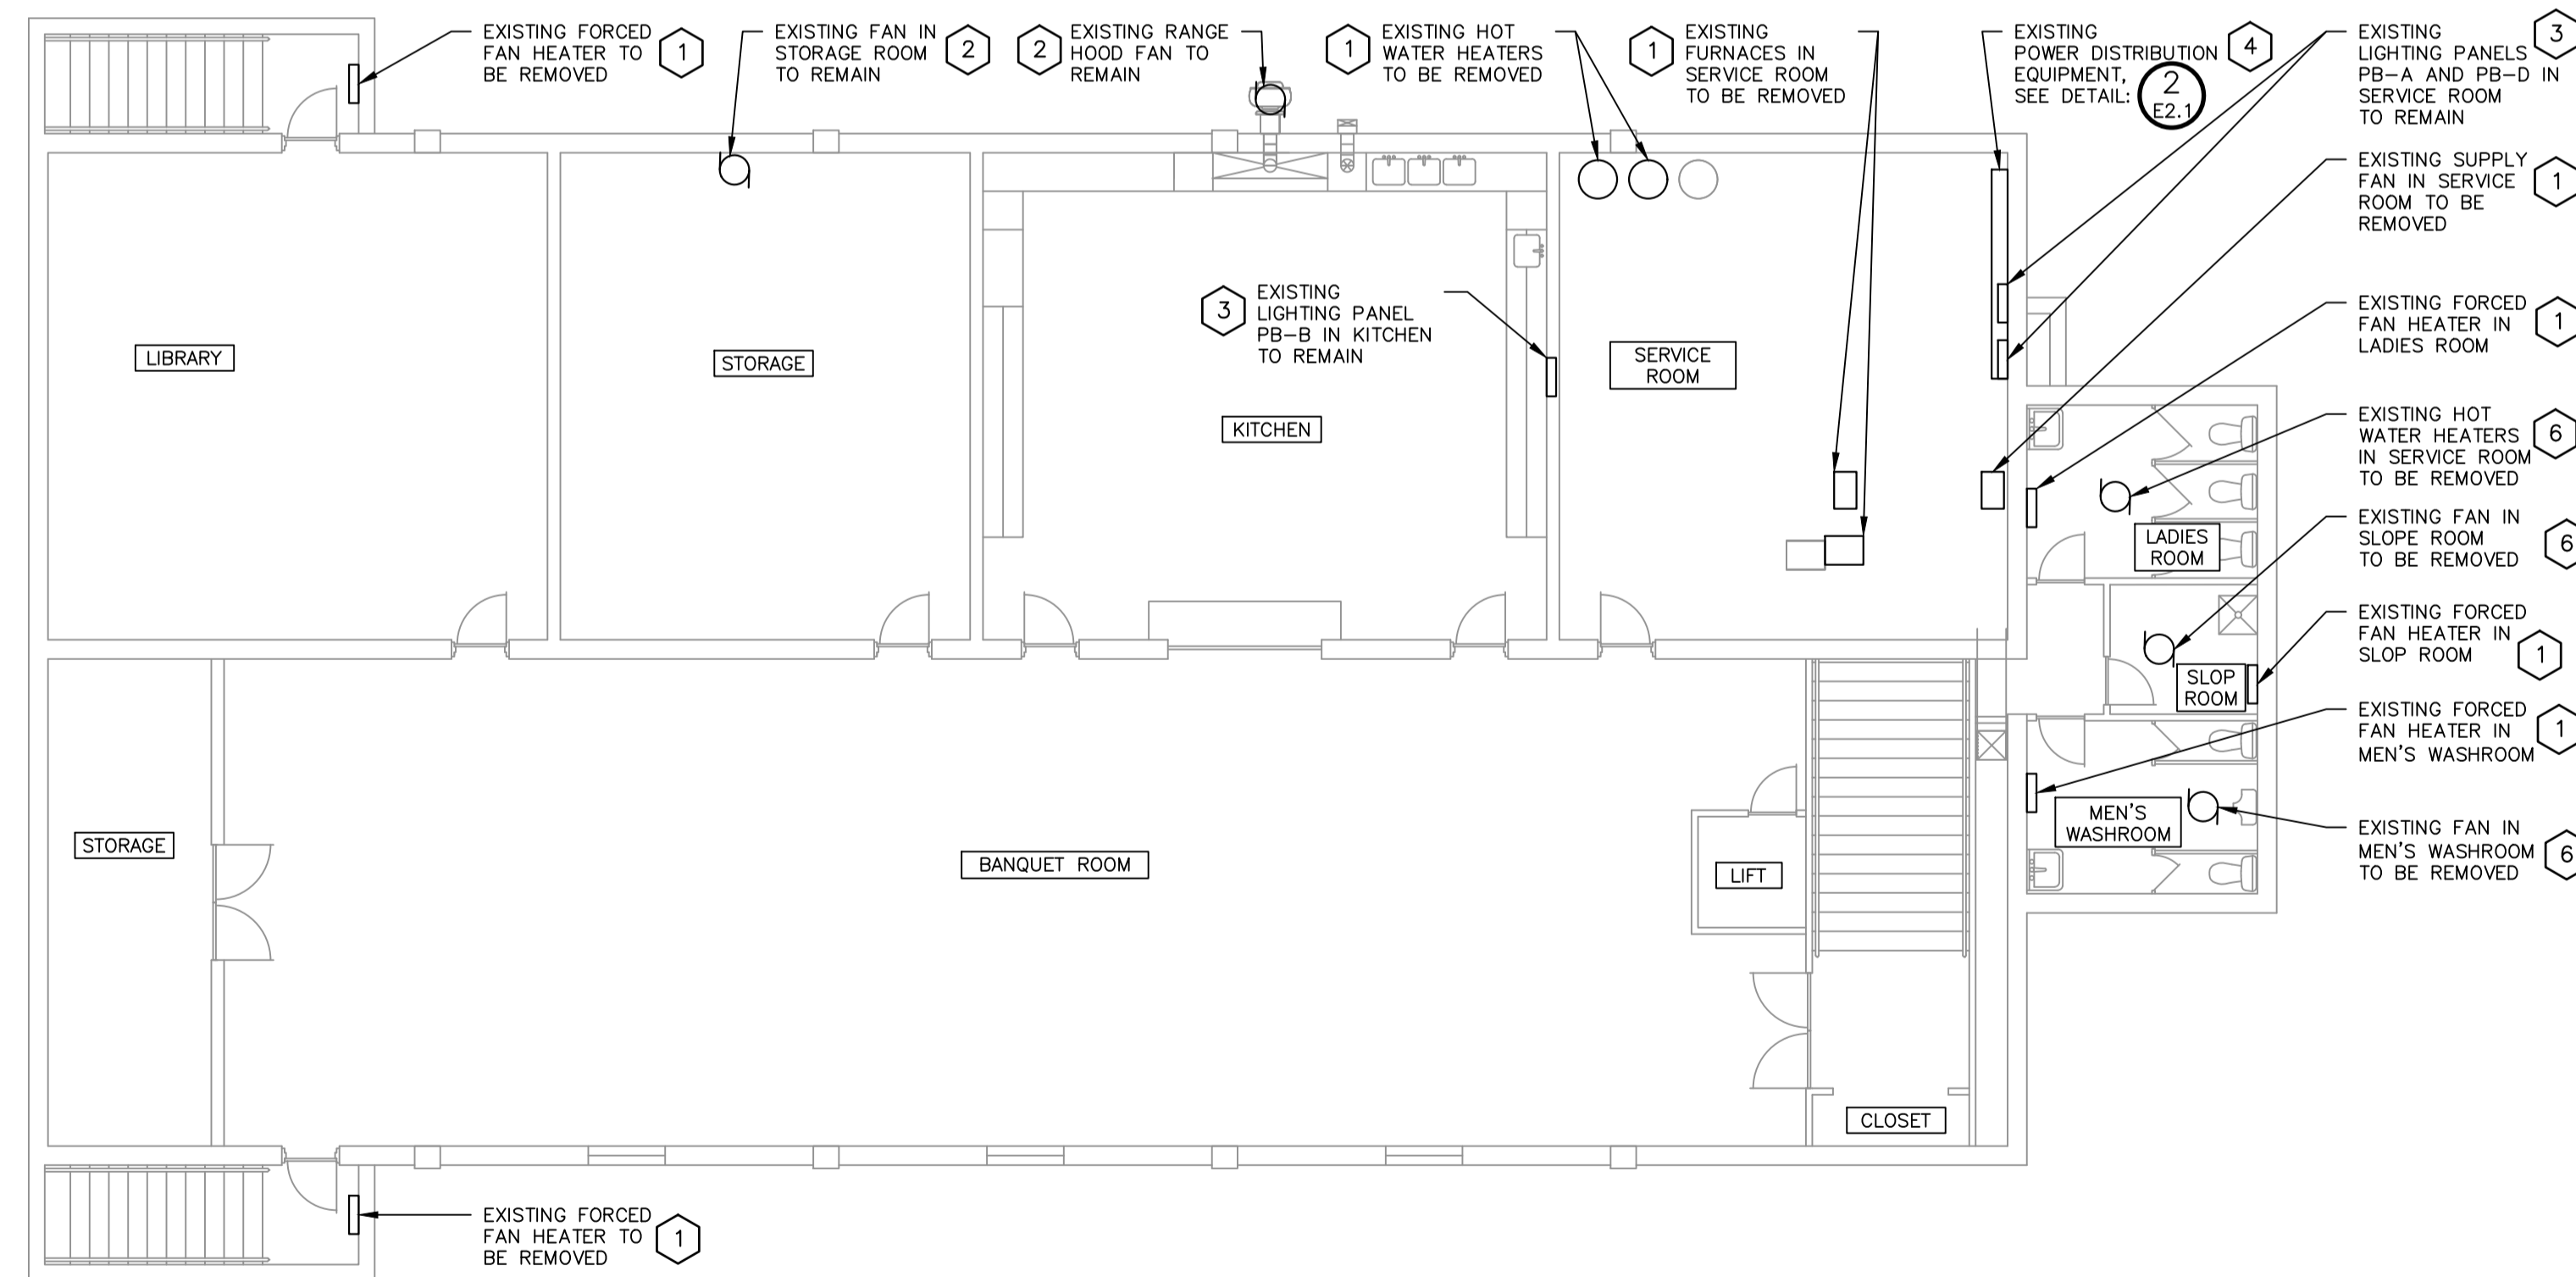 EXISTING FORCED
FAN HEATER TO
BE REMOVED
1
EXISTING FAN IN
STORAGE ROOM
TO REMAIN
2
2
EXISTING RANGE
HOOD FAN TO
REMAIN
1
EXISTING HOT
WATER HEATERS
TO BE REMOVED
1
EXISTING
FURNACES IN
SERVICE ROOM
TO BE REMOVED
EXISTING
POWER DISTRIBUTION
EQUIPMENT,
SEE DETAIL:
4
2
E2.1
EXISTING
LIGHTING PANELS
PB-A AND PB-D IN
SERVICE ROOM
TO REMAIN
3
EXISTING SUPPLY
FAN IN SERVICE
ROOM TO BE
REMOVED
1
EXISTING FORCED
FAN HEATER IN
LADIES ROOM
1
EXISTING HOT
WATER HEATERS
IN SERVICE ROOM
TO BE REMOVED
6
EXISTING FAN IN
SLOPE ROOM
TO BE REMOVED
6
EXISTING FORCED
FAN HEATER IN
SLOP ROOM
1
EXISTING FORCED
FAN HEATER IN
MEN'S WASHROOM
1
EXISTING FAN IN
MEN'S WASHROOM
TO BE REMOVED
6
3
EXISTING
LIGHTING PANEL
PB-B IN KITCHEN
TO REMAIN
LIBRARY
STORAGE
KITCHEN
SERVICE
ROOM
LADIES
ROOM
SLOP
ROOM
MEN'S
WASHROOM
STORAGE
BANQUET ROOM
LIFT
CLOSET
EXISTING FORCED
FAN HEATER TO
BE REMOVED
1